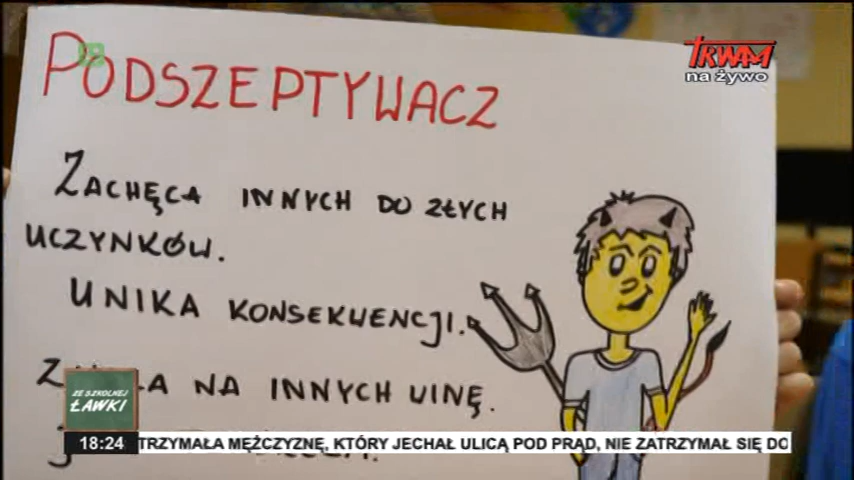 PODSZEPTYWACZ
TRWAM
na żywo
ZACHĘCA INNYCH DO ZŁYCH
UCZYNKÓW.
UNIKA KONSEKWENCJI.
NA INNYCH WINĘ.
ZE SZKOLNEJ
ŁAWKI
18:24 TRZYMAŁA MĘŻCZYZNĘ, KTÓRY JECHAŁ ULICĄ POD PRĄD, NIE ZATRZYMAŁ SIĘ DO